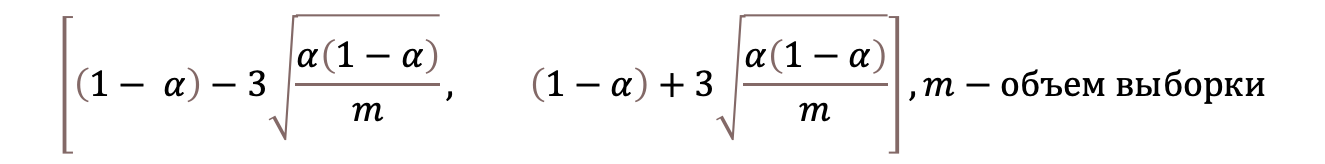 [(1 − α) − 3√(α(1 − α)/m), (1 − α) + 3√(α(1 − α)/m)], m − объем выборки